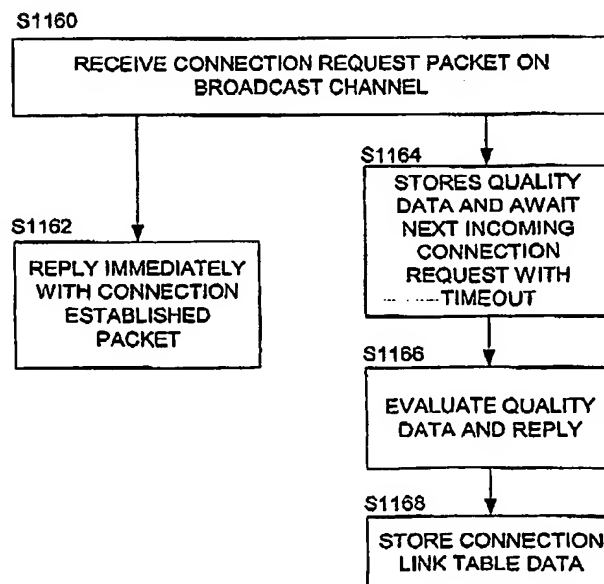 S1160
RECEIVE CONNECTION REQUEST PACKET ON
BROADCAST CHANNEL
S1164
STORES QUALITY
DATA AND AWAIT
NEXT INCOMING
CONNECTION
REQUEST WITH
TIMEOUT
S1162
REPLY IMMEDIATELY
WITH CONNECTION
ESTABLISHED
PACKET
S1166
EVALUATE QUALITY
DATA AND REPLY
S1168
STORE CONNECTION
LINK TABLE DATA